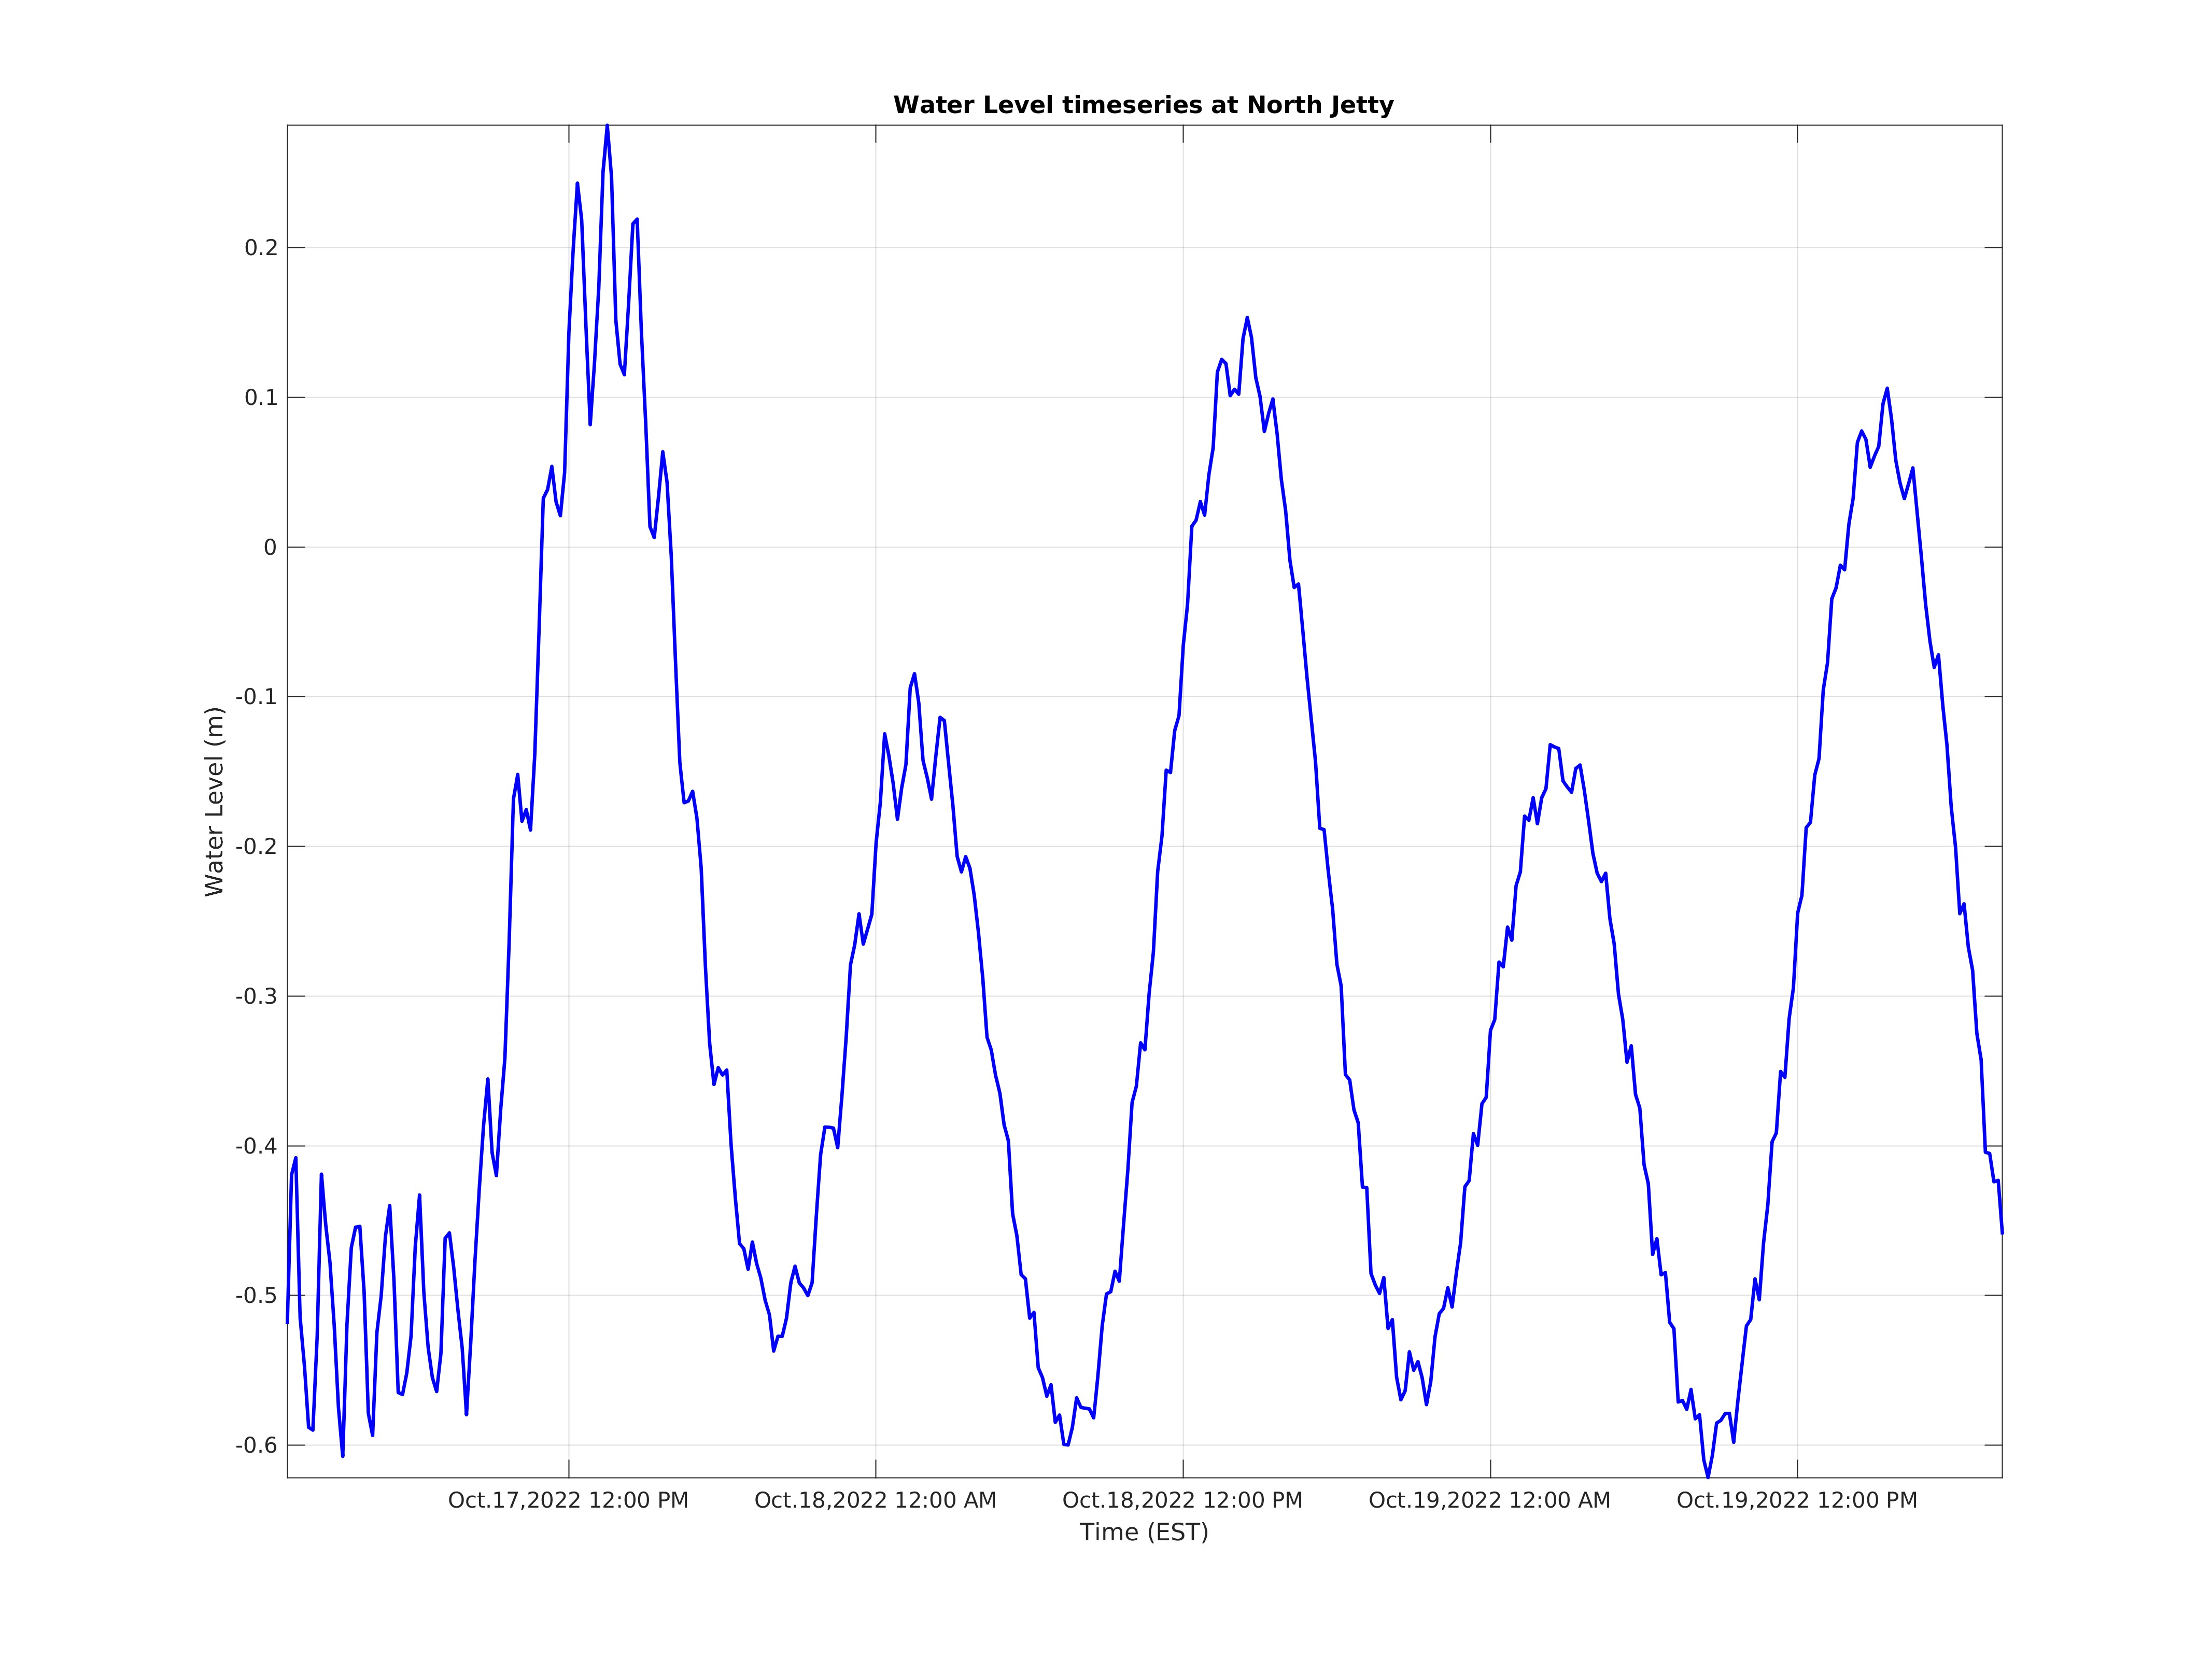 Water Level timeseries at North Jetty
0.2
0.1
0
-0.1
-0.2
-0.3
-0.4
-0.5
-0.6
Water Level (m)
Oct.17,2022 12:00 PM
Oct.18,2022 12:00 AM
Oct.18,2022 12:00 PM
Oct.19,2022 12:00 AM
Oct.19,2022 12:00 PM
Time (EST)